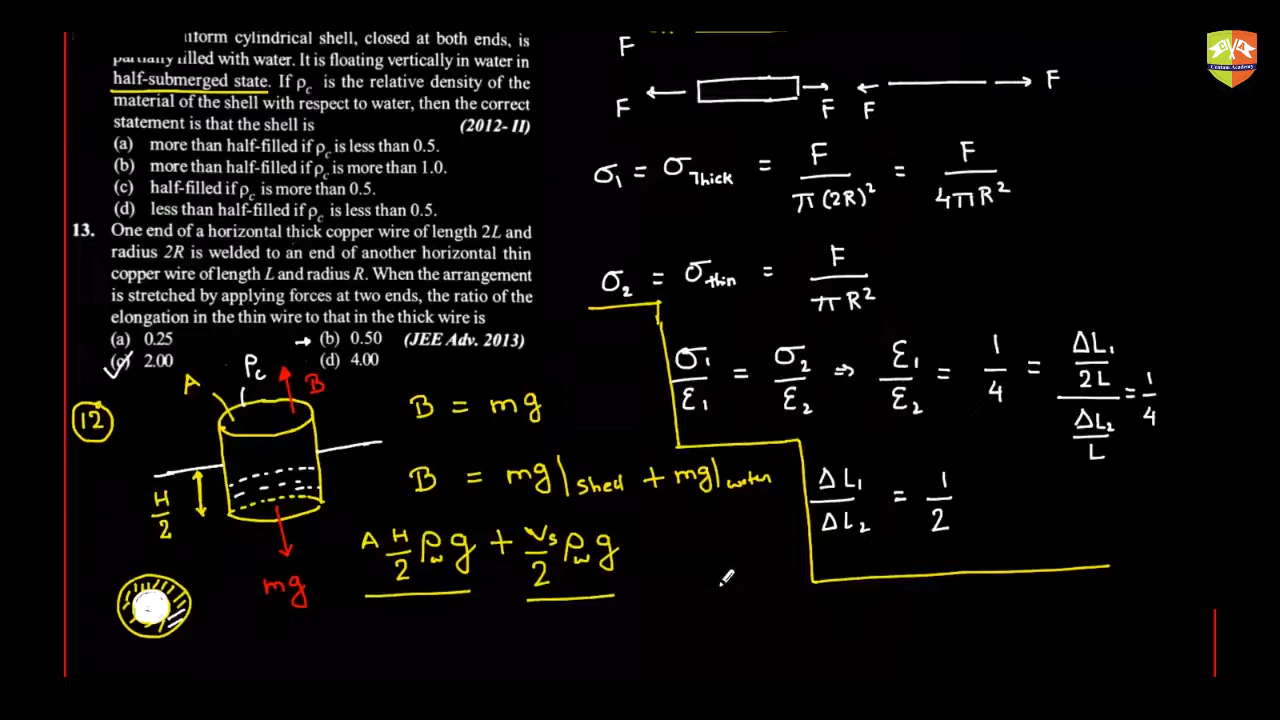 iform cylindrical shell, closed at both ends, is
partially filled with water. It is floating vertically in water in
half-submerged state. If ρc is the relative density of the
material of the shell with respect to water, then the correct
statement is that the shell is (2012- II)
(a) more than half-filled if ρc is less than 0.5.
(b) more than half-filled if ρc is more than 1.0.
(c) half-filled if ρc is more than 0.5.
(d) less than half-filled if ρc is less than 0.5.
13. One end of a horizontal thick copper wire of length 2L and
radius 2R is welded to an end of another horizontal thin
copper wire of length L and radius R. When the arrangement
is stretched by applying forces at two ends, the ratio of the
elongation in the thin wire to that in the thick wire is
(a) 0.25 → (b) 0.50 (JEE Adv. 2013)
(c) 2.00 (d) 4.00
12
A
ρc
B
H/2
mg
B = mg
B = mg|shell + mg|water
A H/2 ρw g + Vs/2 ρw g
F
F F F F
σ1 = σThick = F/π(2R)² = F/4πR²
σ2 = σthin = F/πR²
σ1/ε1 = σ2/ε2 ⇒ ε1/ε2 = 1/4 = (ΔL1/2L)/(ΔL2/L) = 1/4
ΔL1/ΔL2 = 1/2
CVA
Centum Academy